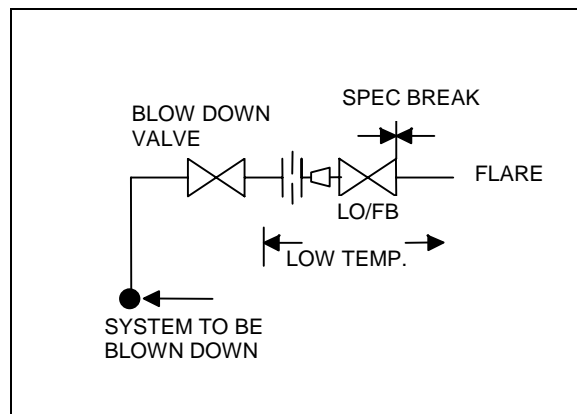 SPEC BREAK
BLOW DOWN
VALVE
FLARE
LO/FB
LOW TEMP.
SYSTEM TO BE
BLOWN DOWN